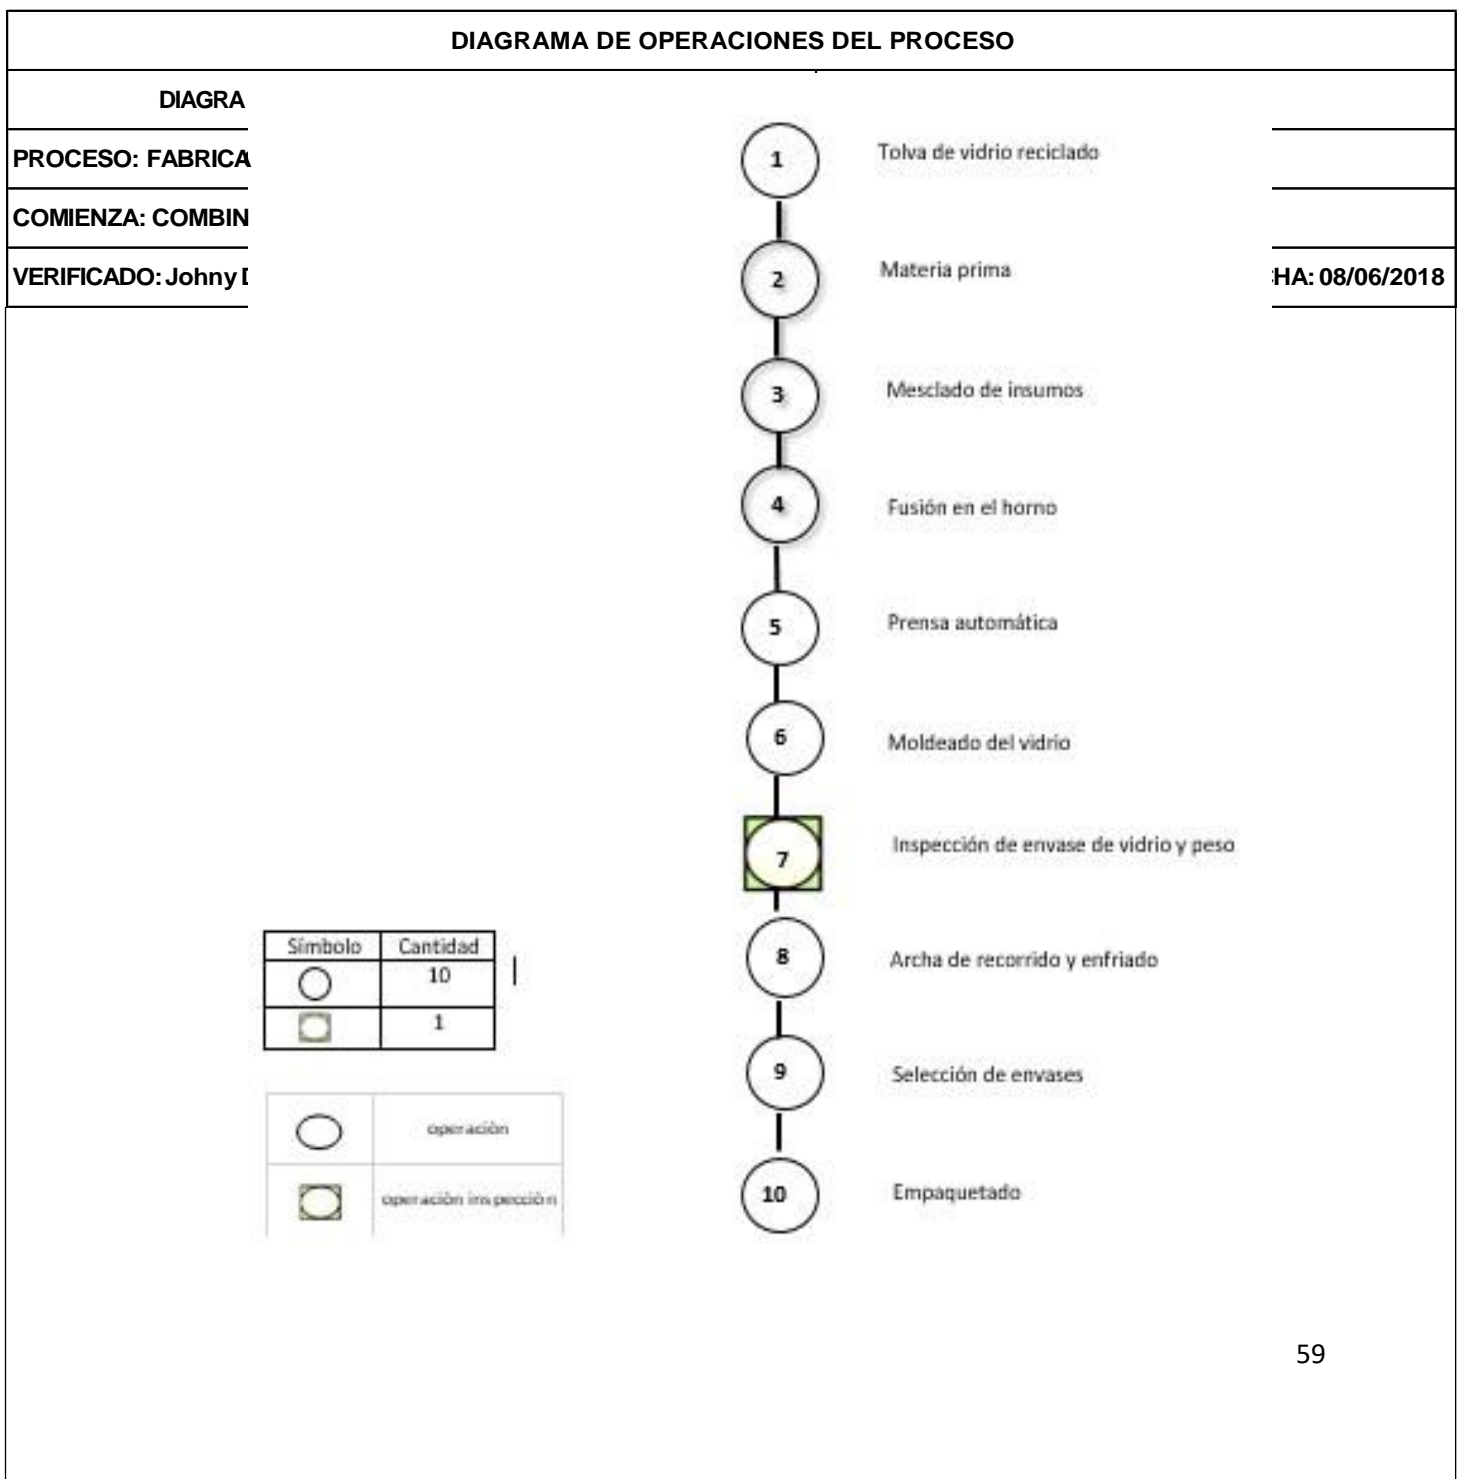 DIAGRAMA DE OPERACIONES DEL PROCESO
DIAGRA
PROCESO: FABRICA
COMIENZA: COMBIN
VERIFICADO: Johny D
HA: 08/06/2018
1 Tolva de vidrio reciclado
2 Materia prima
3 Mesclado de insumos
4 Fusión en el horno
5 Prensa automática
6 Moldeado del vidrio
7 Inspección de envase de vidrio y peso
8 Archa de recorrido y enfriado
9 Selección de envases
10 Empaquetado
Símbolo Cantidad
10
1
operación
operación inspección
59